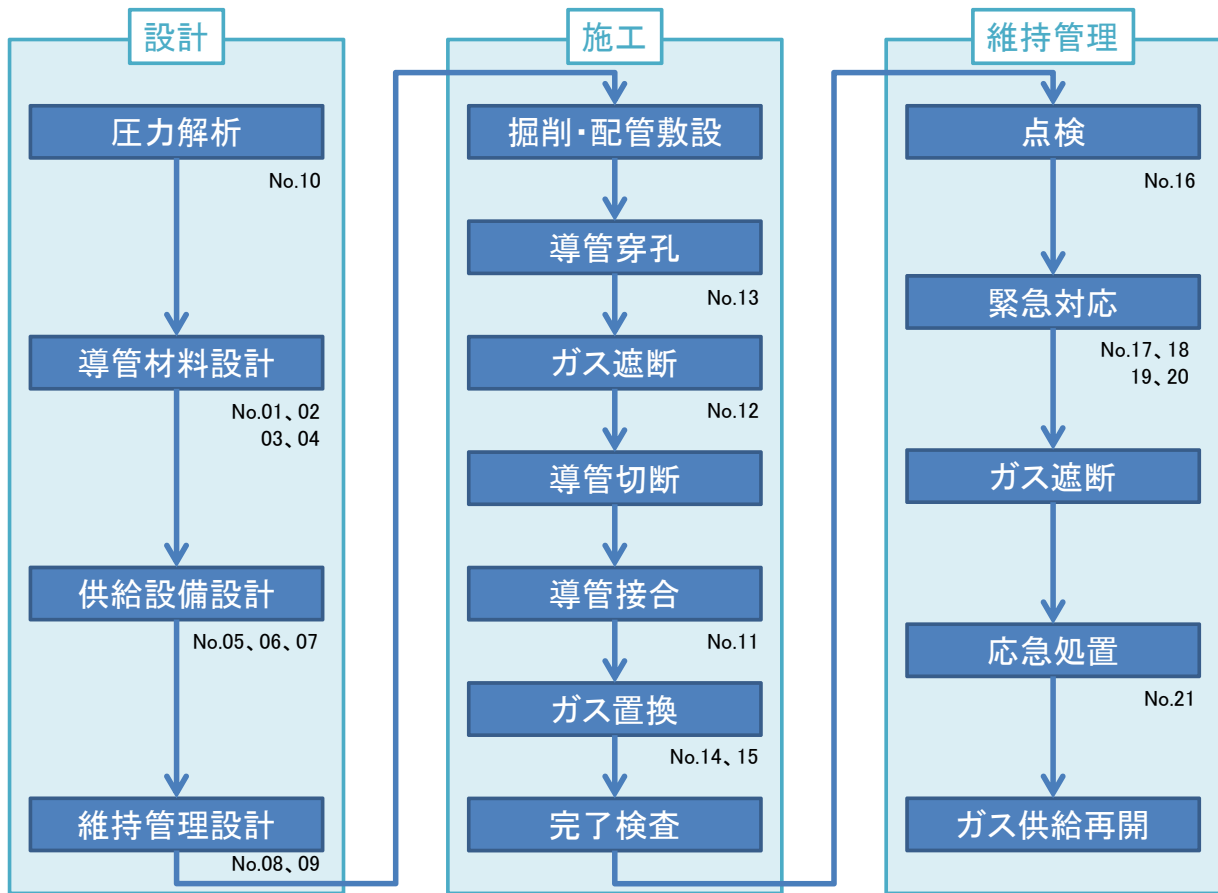 設計
圧力解析
No.10
導管材料設計
No.01、02
03、04
供給設備設計
No.05、06、07
維持管理設計
No.08、09
施工
掘削・配管敷設
導管穿孔
No.13
ガス遮断
No.12
導管切断
導管接合
No.11
ガス置換
No.14、15
完了検査
維持管理
点検
No.16
緊急対応
No.17、18
19、20
ガス遮断
応急処置
No.21
ガス供給再開